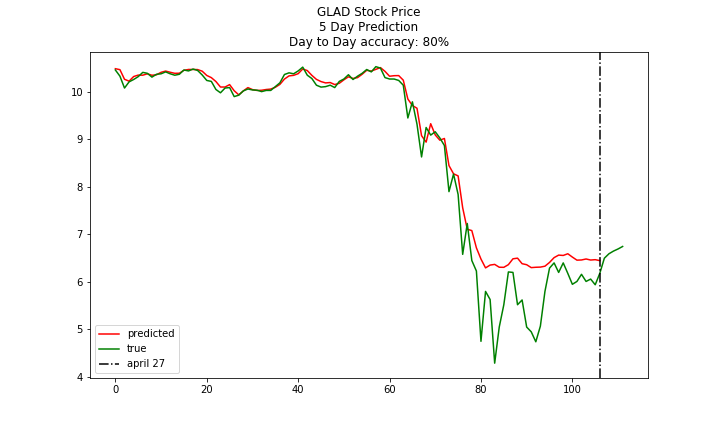 GLAD Stock Price
5 Day Prediction
Day to Day accuracy: 80%
10
9
8
7
6
5
4
predicted
true
april 27
0
20
40
60
80
100